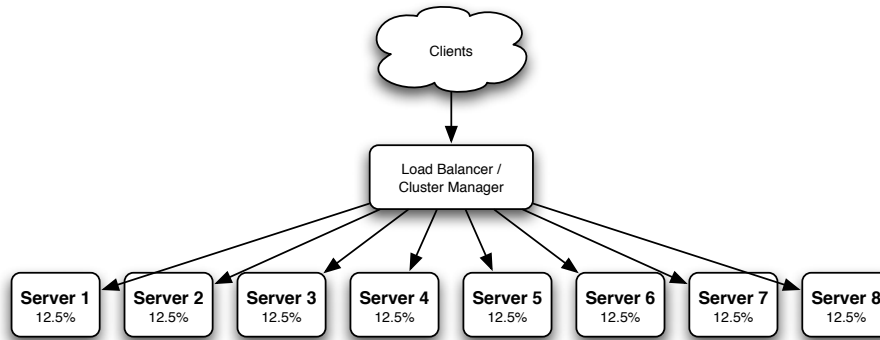 Clients
Load Balancer /
Cluster Manager
Server 1
12.5%
Server 2
12.5%
Server 3
12.5%
Server 4
12.5%
Server 5
12.5%
Server 6
12.5%
Server 7
12.5%
Server 8
12.5%